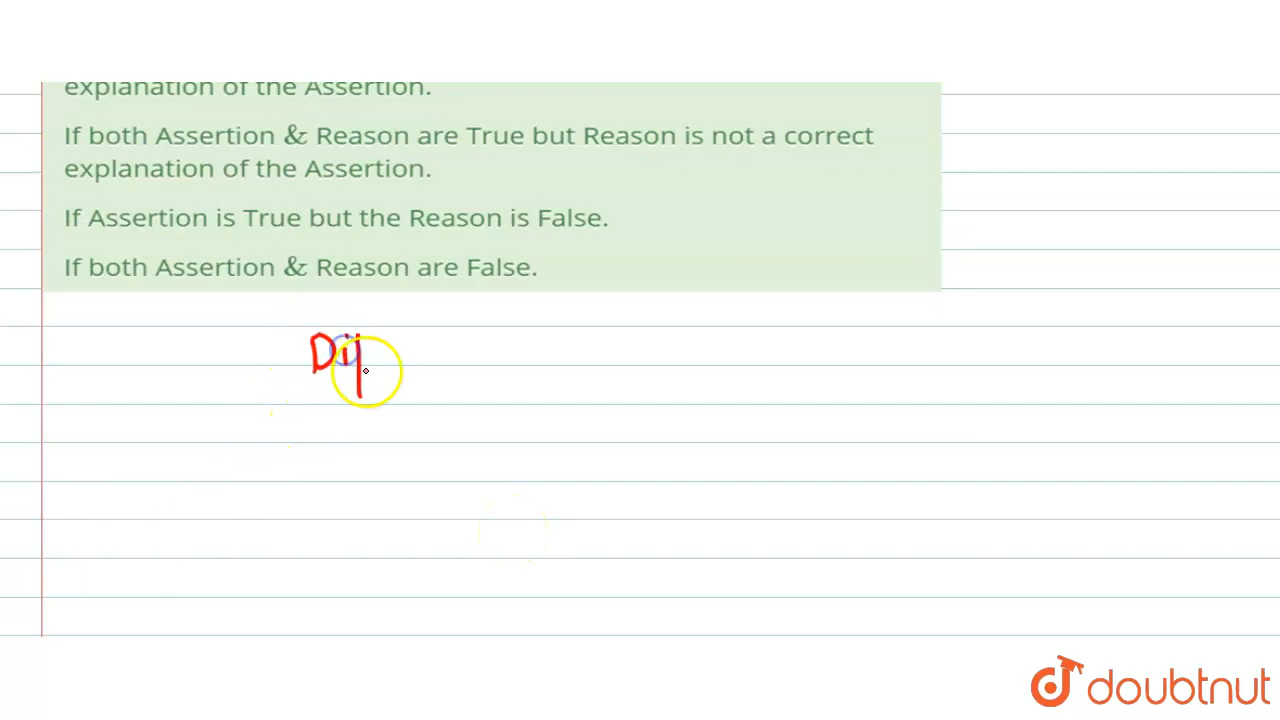 explanation of the Assertion.
If both Assertion & Reason are True but Reason is not a correct
explanation of the Assertion.
If Assertion is True but the Reason is False.
If both Assertion & Reason are False.
doubtnut